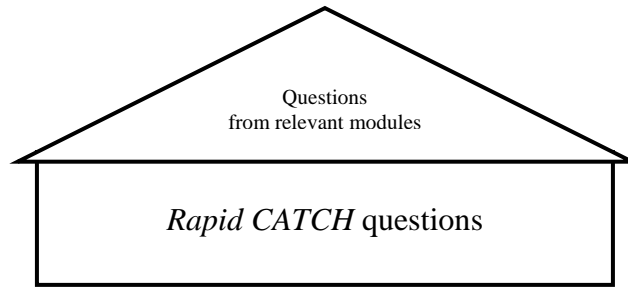 Questions
from relevant modules
Rapid CATCH questions